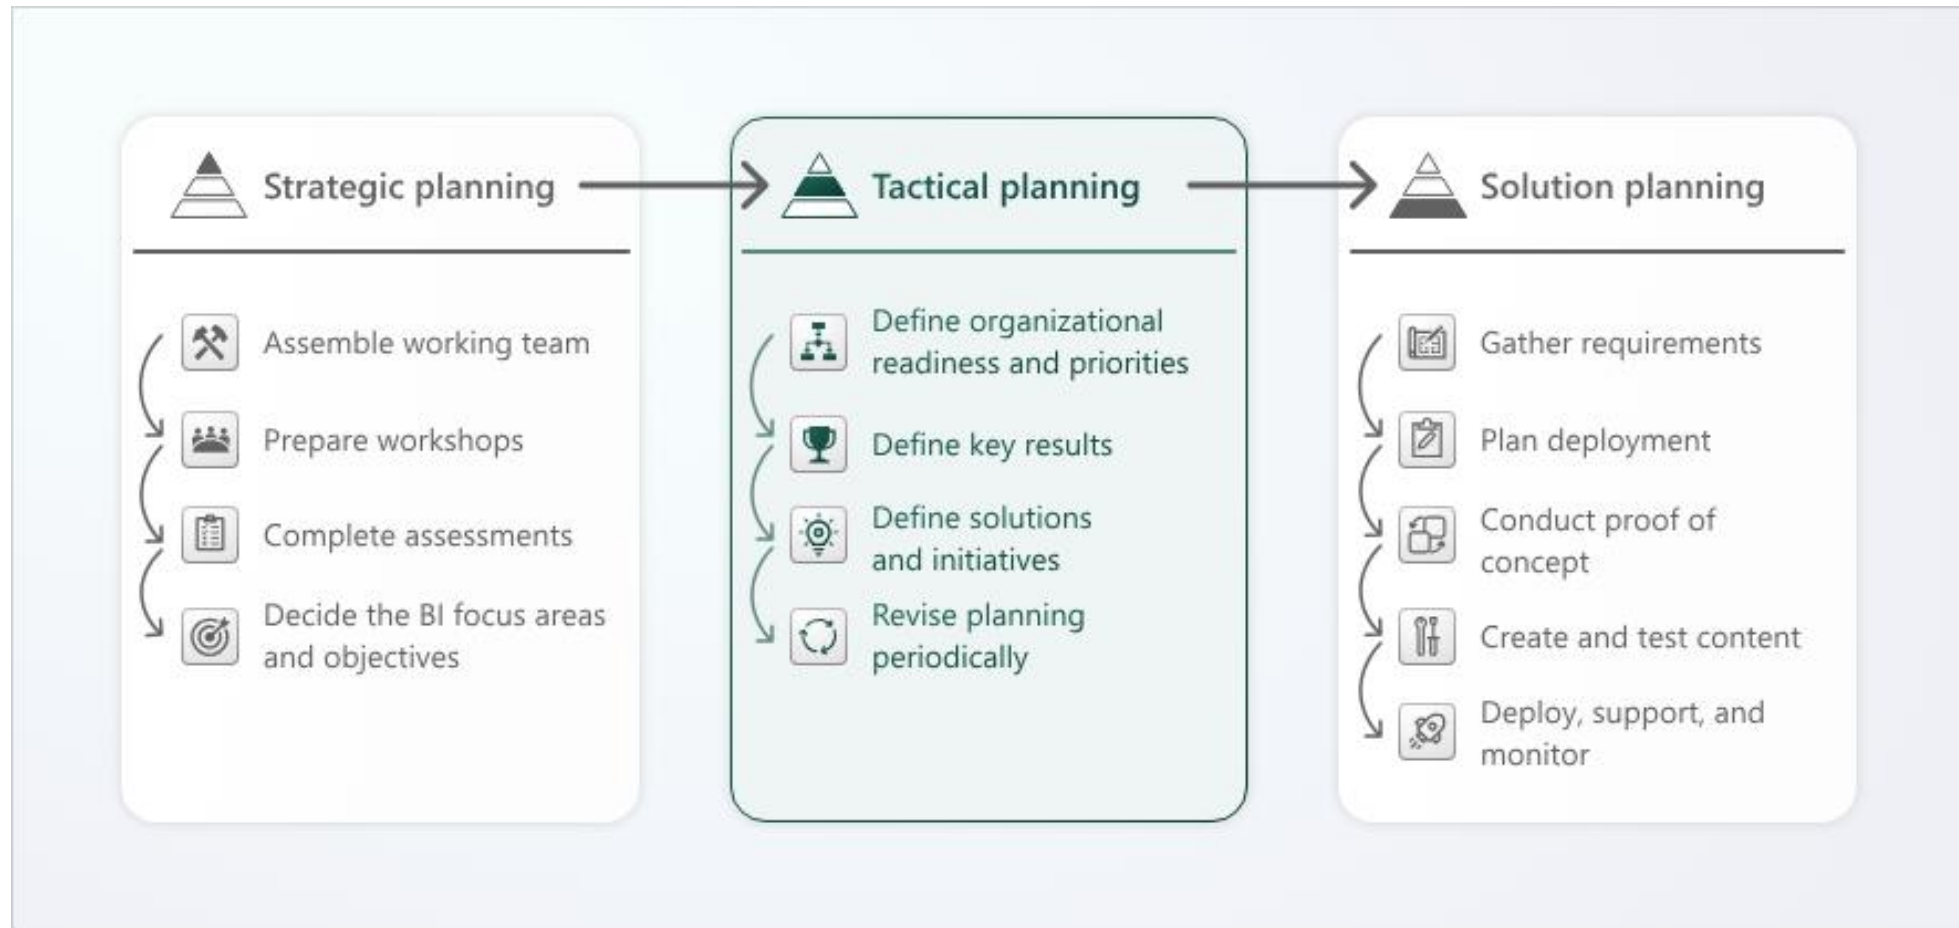 Strategic planning
Assemble working team
Prepare workshops
Complete assessments
Decide the BI focus areas
and objectives
Tactical planning
Define organizational
readiness and priorities
Define key results
Define solutions
and initiatives
Revise planning
periodically
Solution planning
Gather requirements
Plan deployment
Conduct proof of
concept
Create and test content
Deploy, support, and
monitor